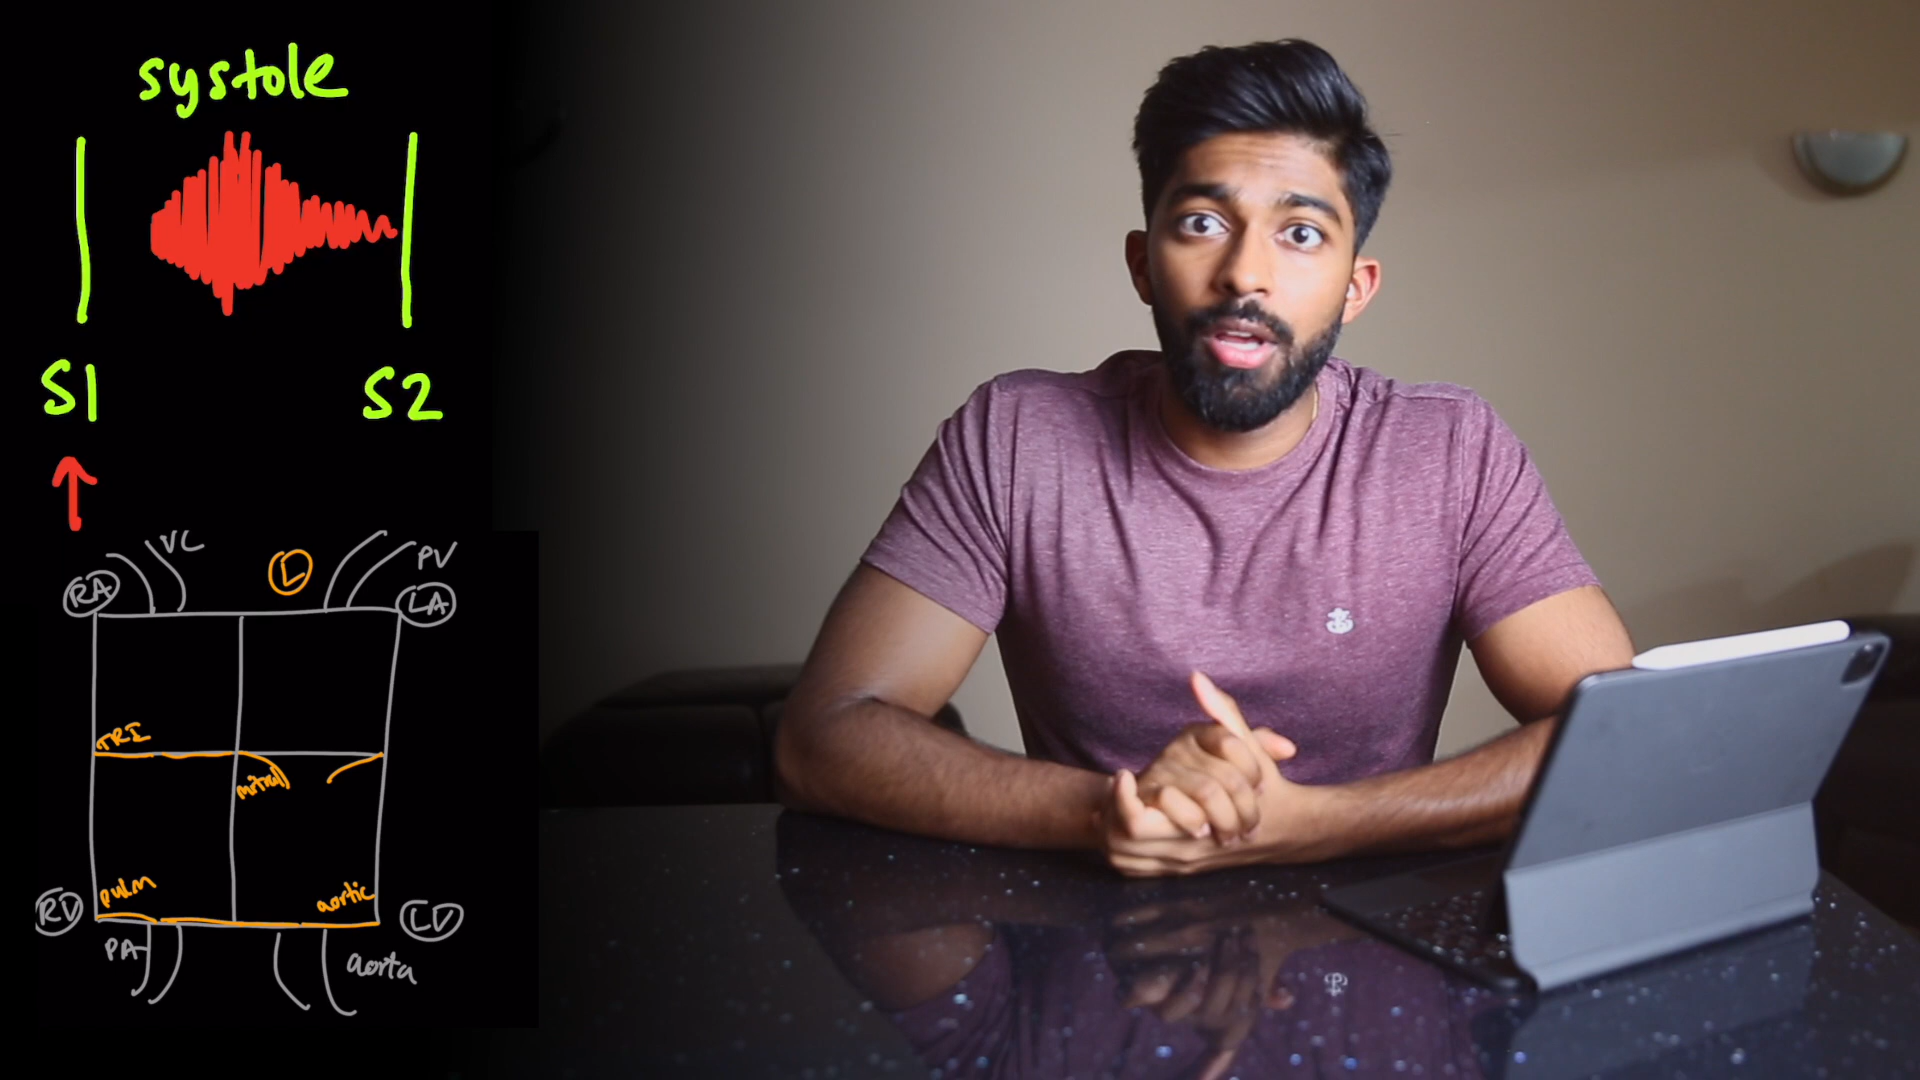 systole
S1 S2
VC
L
PV
RA
LA
TRI
mitral
pulm
aortic
RV
LV
PA
aorta